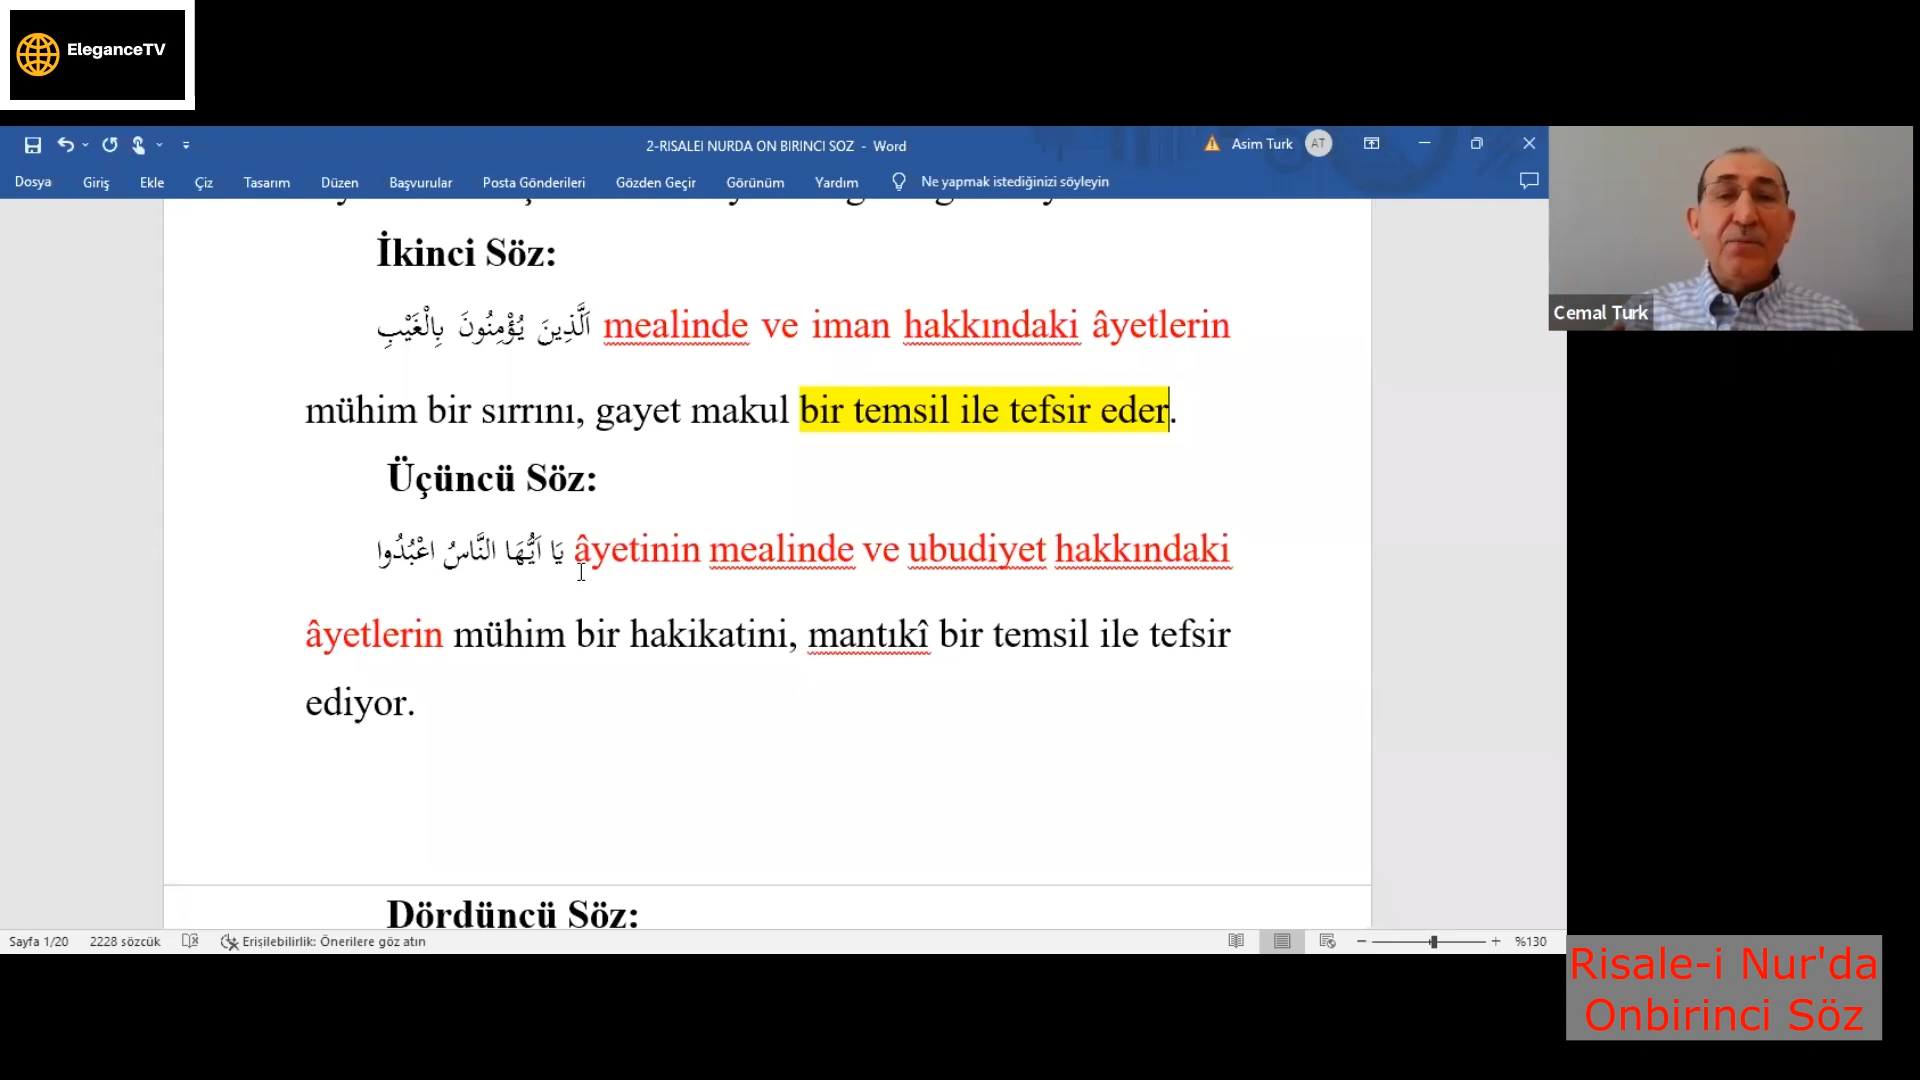 EleganceTV
2-RISALEI NURDA ON BIRINCI SOZ - Word
Asim Turk AT
Dosya Giriş Ekle Çiz Tasarım Düzen Başvurular Posta Gönderileri Gözden Geçir Görünüm Yardım Ne yapmak istediğinizi söyleyin
İkinci Söz:
اَلَّذِينَ يُؤْمِنُونَ بِالْغَيْبِ mealinde ve iman hakkındaki âyetlerin
mühim bir sırrını, gayet makul bir temsil ile tefsir eder.
Üçüncü Söz:
يَا اَيُّهَا النَّاسُ اعْبُدُوا âyetinin mealinde ve ubudiyet hakkındaki
âyetlerin mühim bir hakikatini, mantıkî bir temsil ile tefsir
ediyor.
Dördüncü Söz:
Sayfa 1/20 2228 sözcük Erişilebilirlik: Önerilere göz atın %130
Cemal Turk
Risale-i Nur'da
Onbirinci Söz